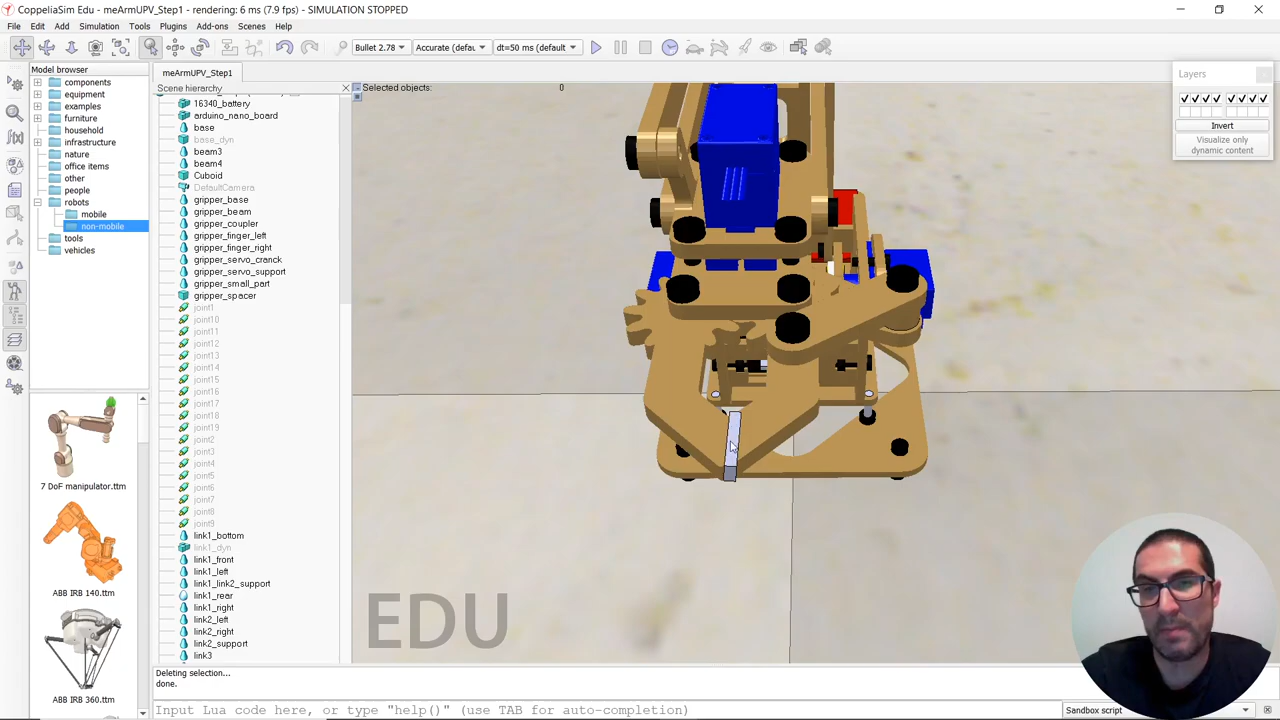 CoppeliaSim Edu - meArmUPV_Step1 - rendering: 6 ms (7.9 fps) - SIMULATION STOPPED
File Edit Add Simulation Tools Plugins Add-ons Scenes Help
Bullet 2.78 Accurate (defau dt=50 ms (default)
Model browser
components
equipment
examples
furniture
household
infrastructure
nature
office items
other
people
robots
mobile
non-mobile
tools
vehicles
7 DoF manipulator.ttm
ABB IRB 140.ttm
ABB IRB 360.ttm
meArmUPV_Step1
Scene hierarchy
16340_battery
arduino_nano_board
base
base_dyn
beam3
beam4
Cuboid
DefaultCamera
gripper_base
gripper_beam
gripper_coupler
gripper_finger_left
gripper_finger_right
gripper_servo_cranck
gripper_servo_support
gripper_small_part
gripper_spacer
joint1
joint10
joint11
joint12
joint13
joint14
joint15
joint16
joint17
joint18
joint19
joint2
joint3
joint4
joint5
joint6
joint7
joint8
joint9
link1_bottom
link1_dyn
link1_front
link1_left
link1_link2_support
link1_rear
link1_right
link2_left
link2_right
link2_support
link3
Selected objects: 0
EDU
Layers
Invert
Visualize only
dynamic content
Deleting selection...
done.
Input Lua code here, or type "help()" (use TAB for auto-completion)
Sandbox script